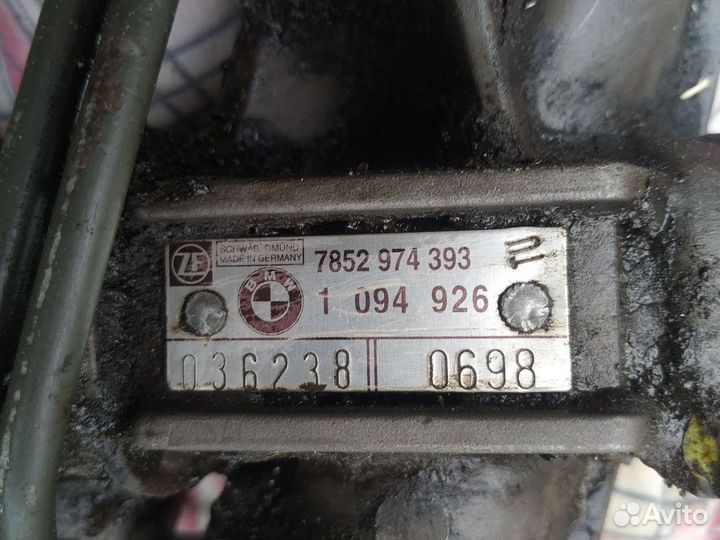 ZF
SCHWÄB. GMÜND
MADE IN GERMANY
7852 974 393
BMW
1 094 926
036238
0698
Avito